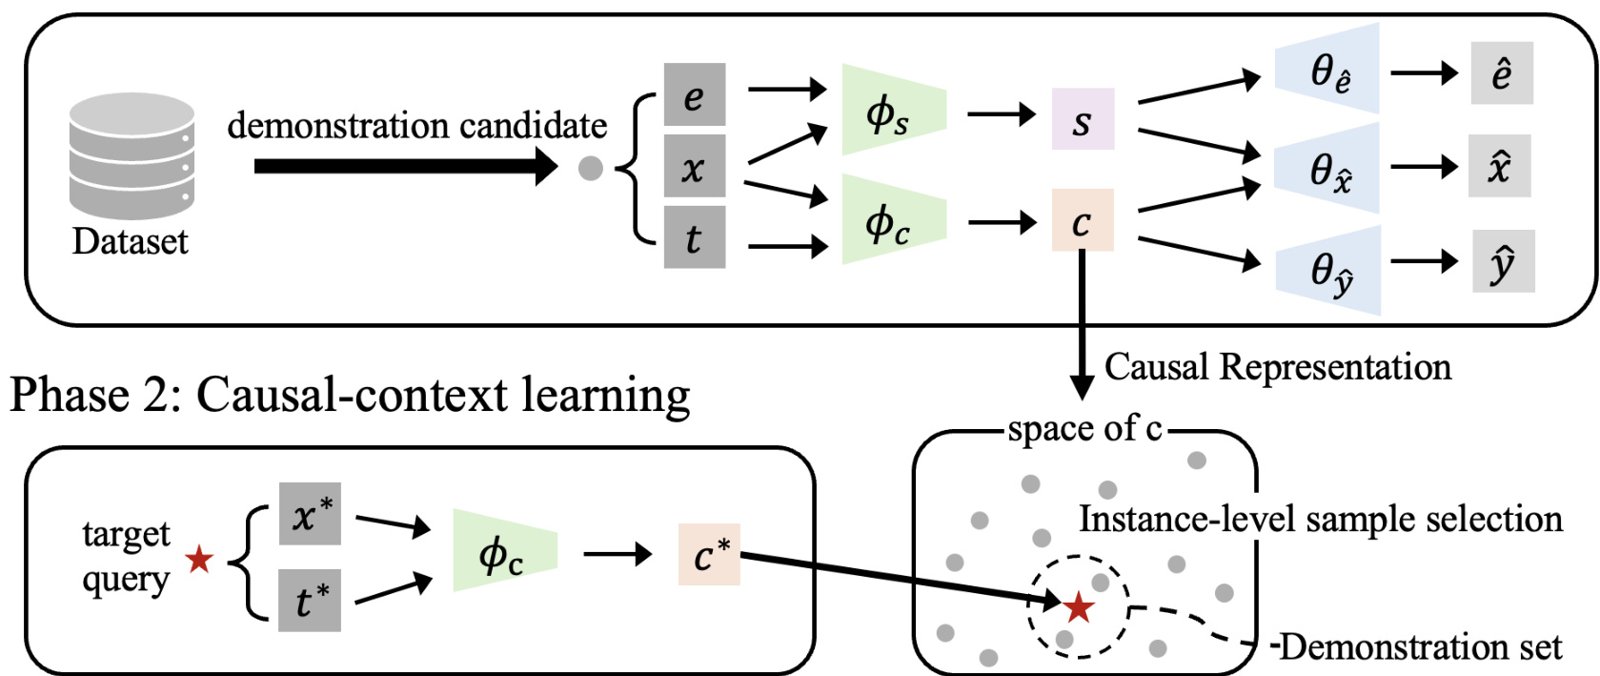 demonstration candidate
Dataset
e
x
t
ϕs
ϕc
s
c
θê
θx̂
θŷ
ê
x̂
ŷ
Causal Representation
Phase 2: Causal-context learning
target
query
x*
t*
ϕc
c*
space of c
Instance-level sample selection
Demonstration set